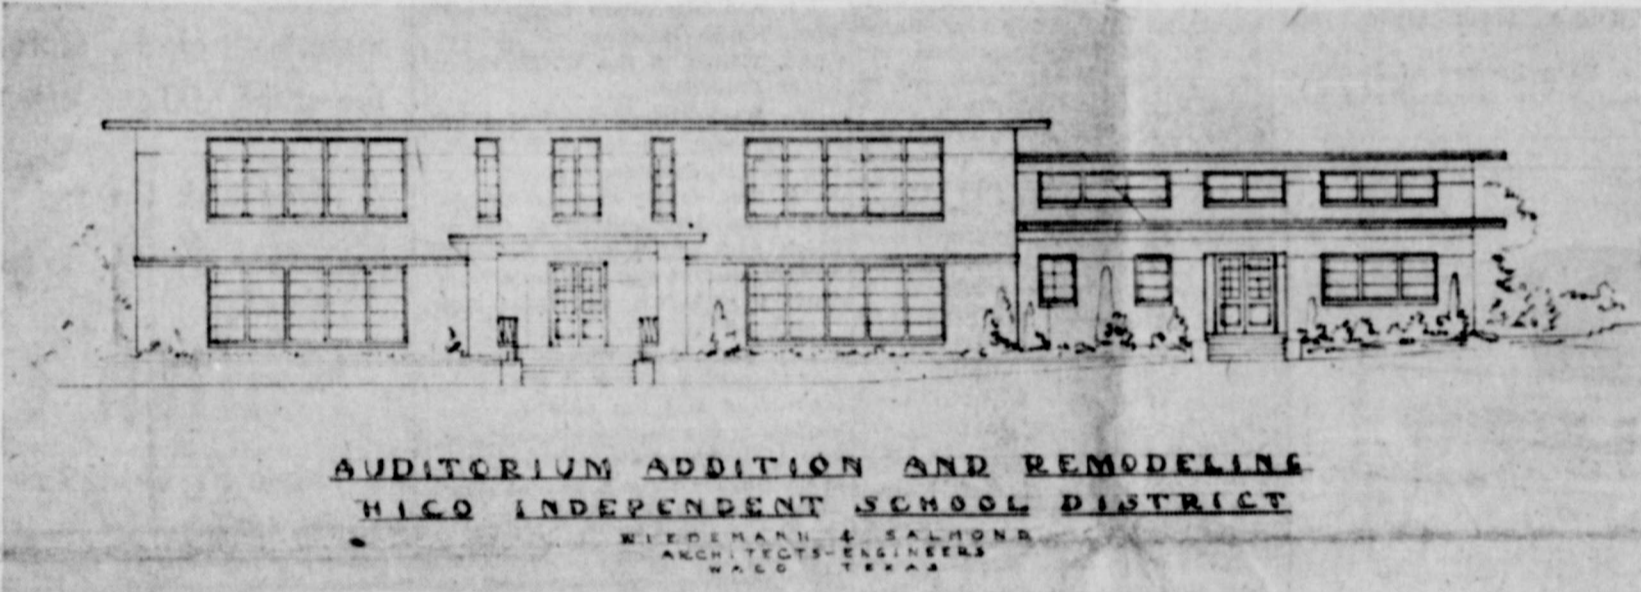 AUDITORIUM ADDITION AND REMODELING
HICO INDEPENDENT SCHOOL DISTRICT
WIEDEMANN & SALMOND
ARCHITECTS-ENGINEERS
WACO TEXAS